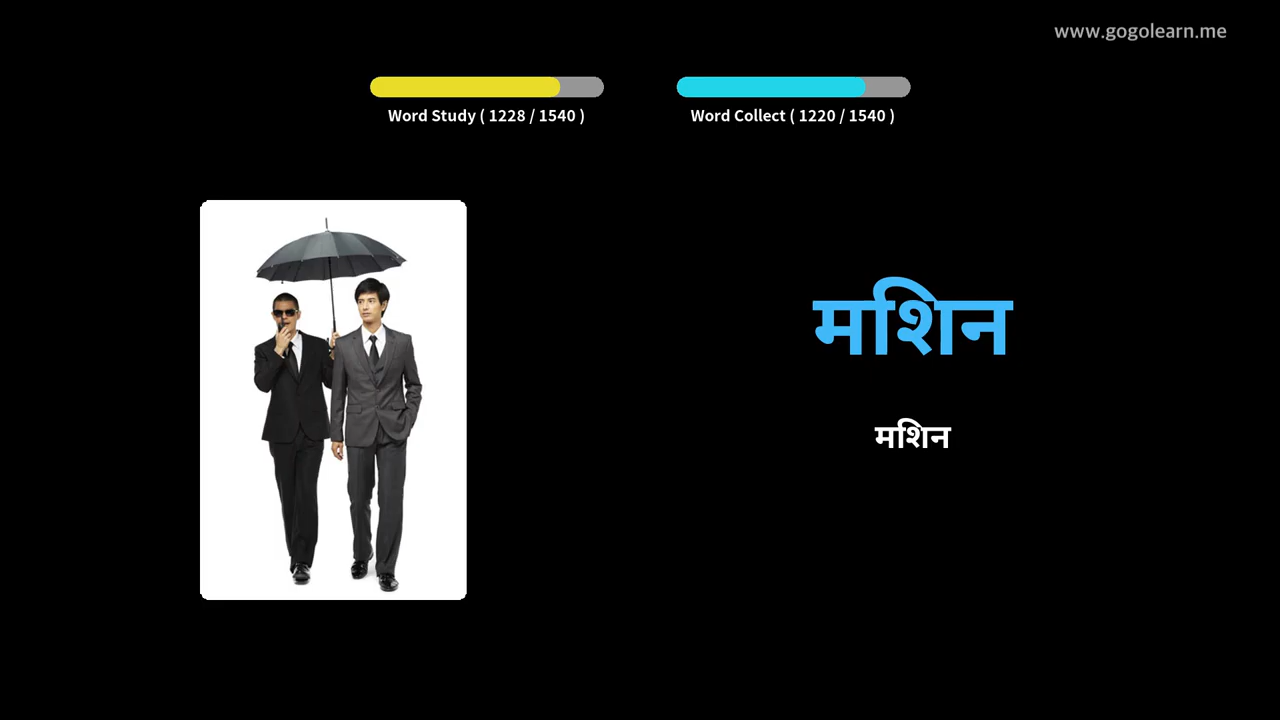 www.gogolearn.me
Word Study ( 1228 / 1540 )
Word Collect ( 1220 / 1540 )
मशिन
मशिन